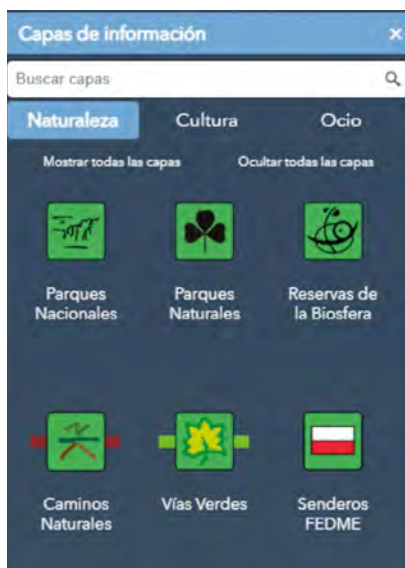 Capas de información ×
Buscar capas
Naturaleza Cultura Ocio
Mostrar todas las capas Ocultar todas las capas
Parques Nacionales
Parques Naturales
Reservas de la Biosfera
Caminos Naturales
Vías Verdes
Senderos FEDME